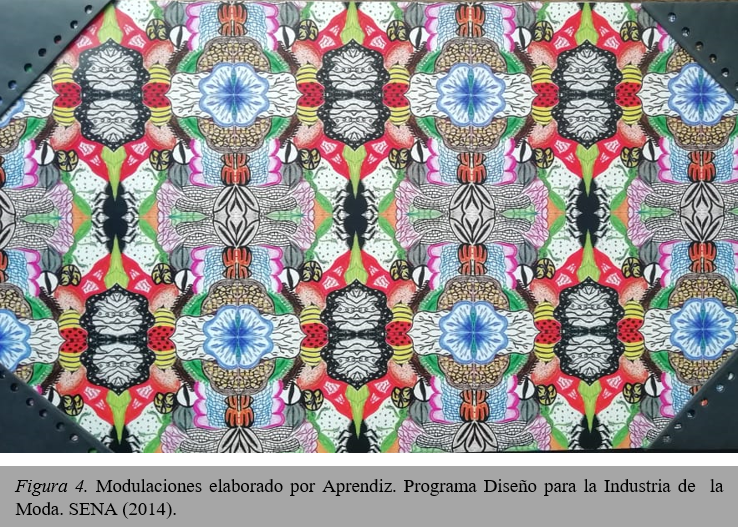 Figura 4. Modulaciones elaborado por Aprendiz. Programa Diseño para la Industria de la
Moda. SENA (2014).